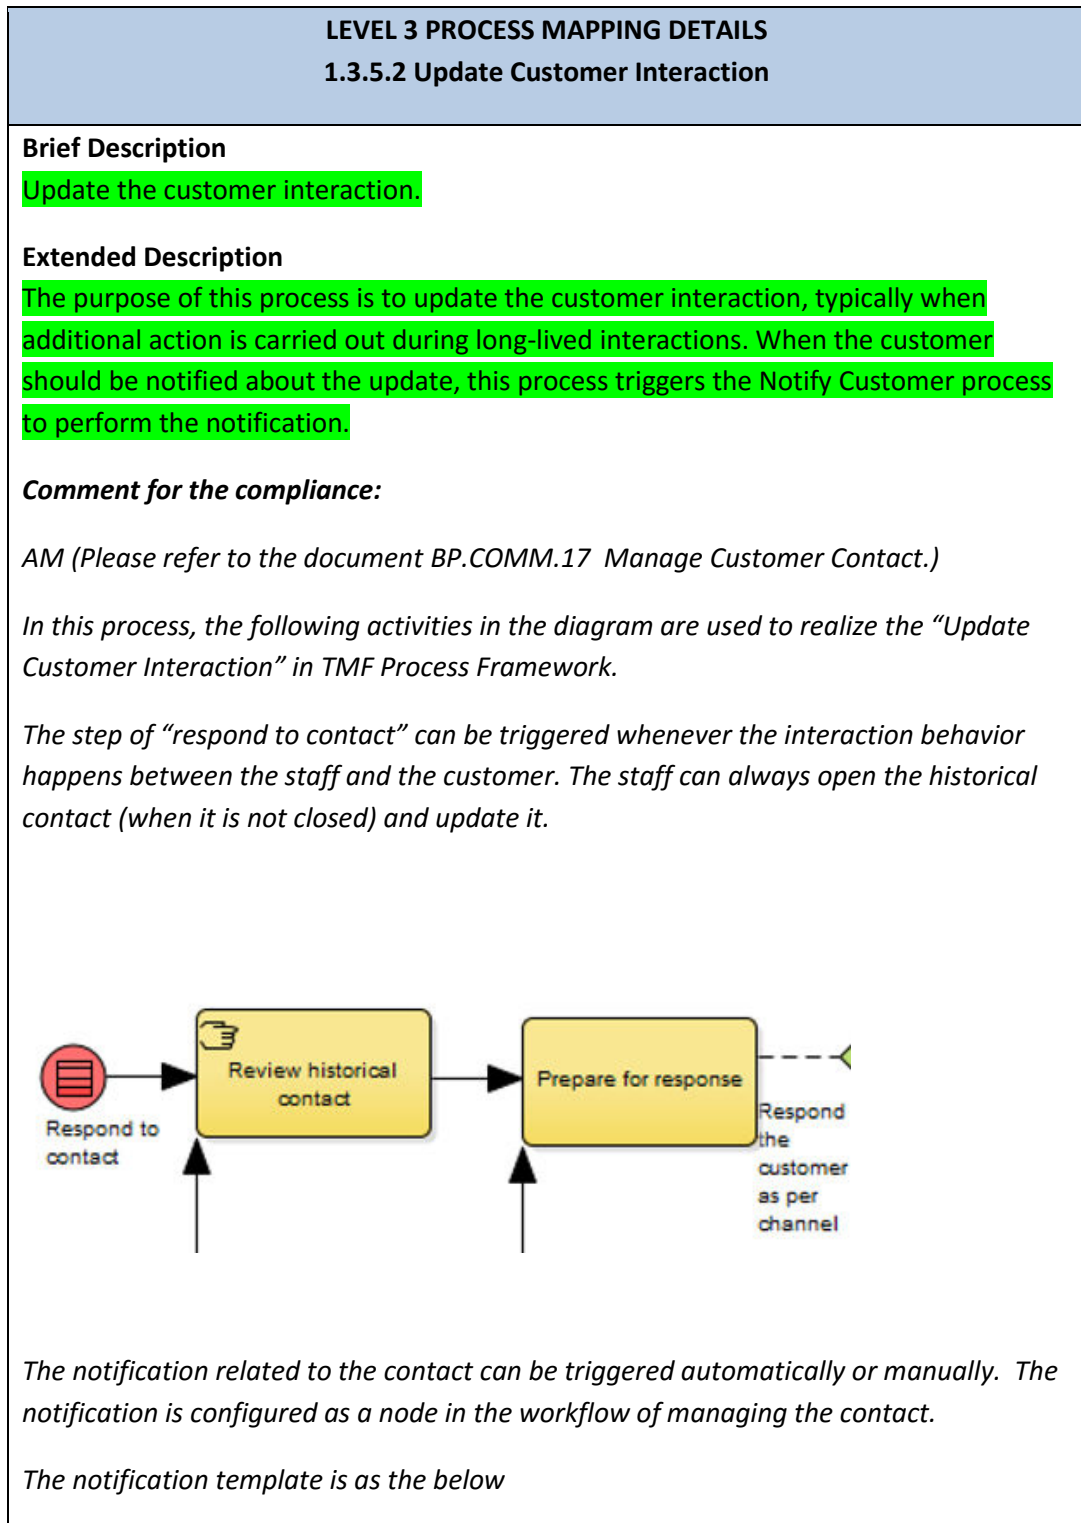 LEVEL 3 PROCESS MAPPING DETAILS
1.3.5.2 Update Customer Interaction
Brief Description
Update the customer interaction.
Extended Description
The purpose of this process is to update the customer interaction, typically when
additional action is carried out during long-lived interactions. When the customer
should be notified about the update, this process triggers the Notify Customer process
to perform the notification.
Comment for the compliance:
AM (Please refer to the document BP.COMM.17  Manage Customer Contact.)
In this process, the following activities in the diagram are used to realize the “Update
Customer Interaction” in TMF Process Framework.
The step of “respond to contact” can be triggered whenever the interaction behavior
happens between the staff and the customer. The staff can always open the historical
contact (when it is not closed) and update it.
Respond to
contact
Review historical
contact
Prepare for response
Respond
the
customer
as per
channel
The notification related to the contact can be triggered automatically or manually.  The
notification is configured as a node in the workflow of managing the contact.
The notification template is as the below